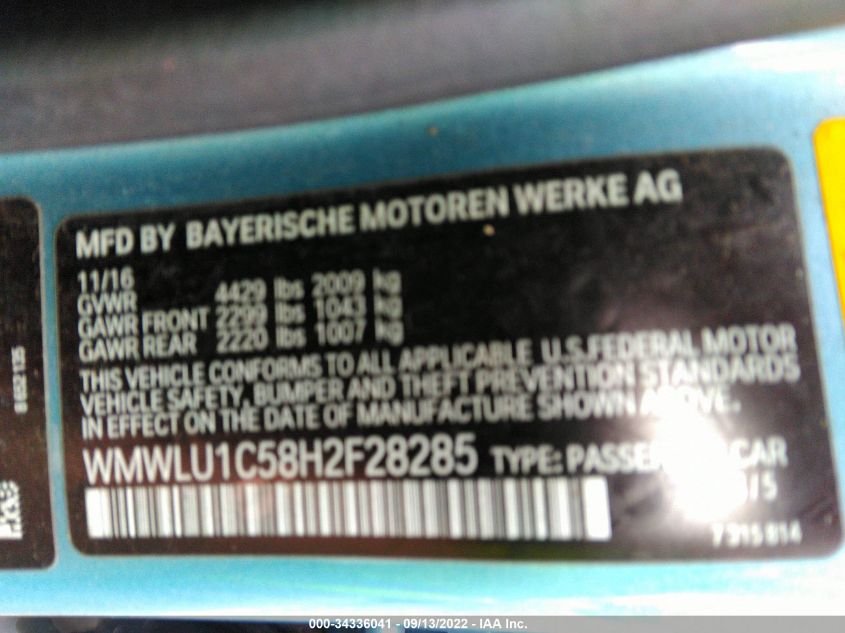 MFD BY BAYERISCHE MOTOREN WERKE AG
11/16
GVWR 4429 lbs 2009 kg
GAWR FRONT 2299 lbs 1043 kg
GAWR REAR 2220 lbs 1007 kg
THIS VEHICLE CONFORMS TO ALL APPLICABLE U.S.FEDERAL MOTOR
VEHICLE SAFETY, BUMPER AND THEFT PREVENTION STANDARDS
IN EFFECT ON THE DATE OF MANUFACTURE SHOWN ABOVE.
WMWLU1C58H2F28285 TYPE: CAR
/5
7 315 814
000-34336041 - 09/13/2022 - IAA Inc.